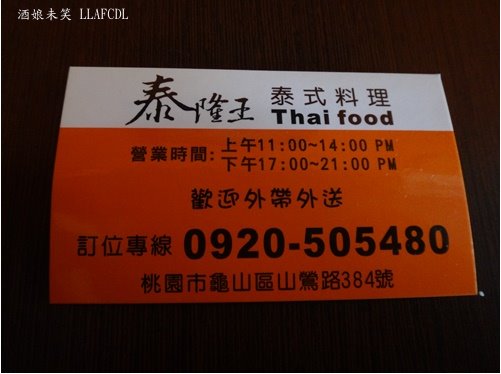 酒娘未笑 LLAFCDL
泰隆王 泰式料理
Thai food
營業時間: 上午11:00~14:00 PM
下午17:00~21:00 PM
歡迎外帶外送
訂位專線 0920-505480
桃園市龜山區山鶯路384號